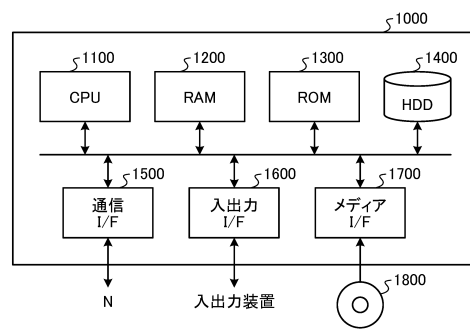 1000
1100
1200
1300
1400
CPU
RAM
ROM
HDD
1500
1600
1700
通信
I/F
入出力
I/F
メディア
I/F
1800
N
入出力装置